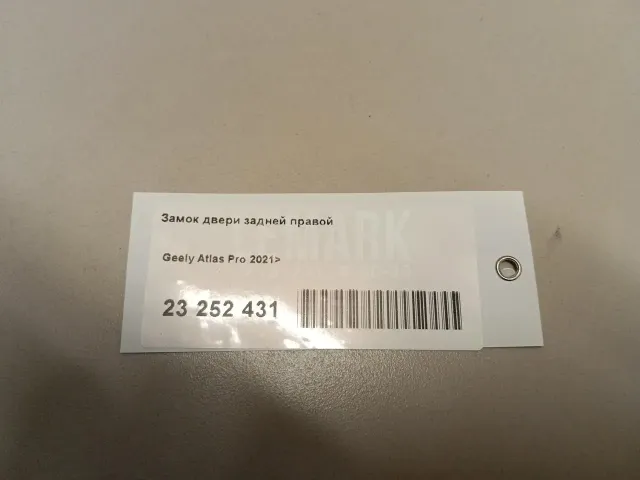 Замок двери задней правой
Geely Atlas Pro 2021>
23 252 431